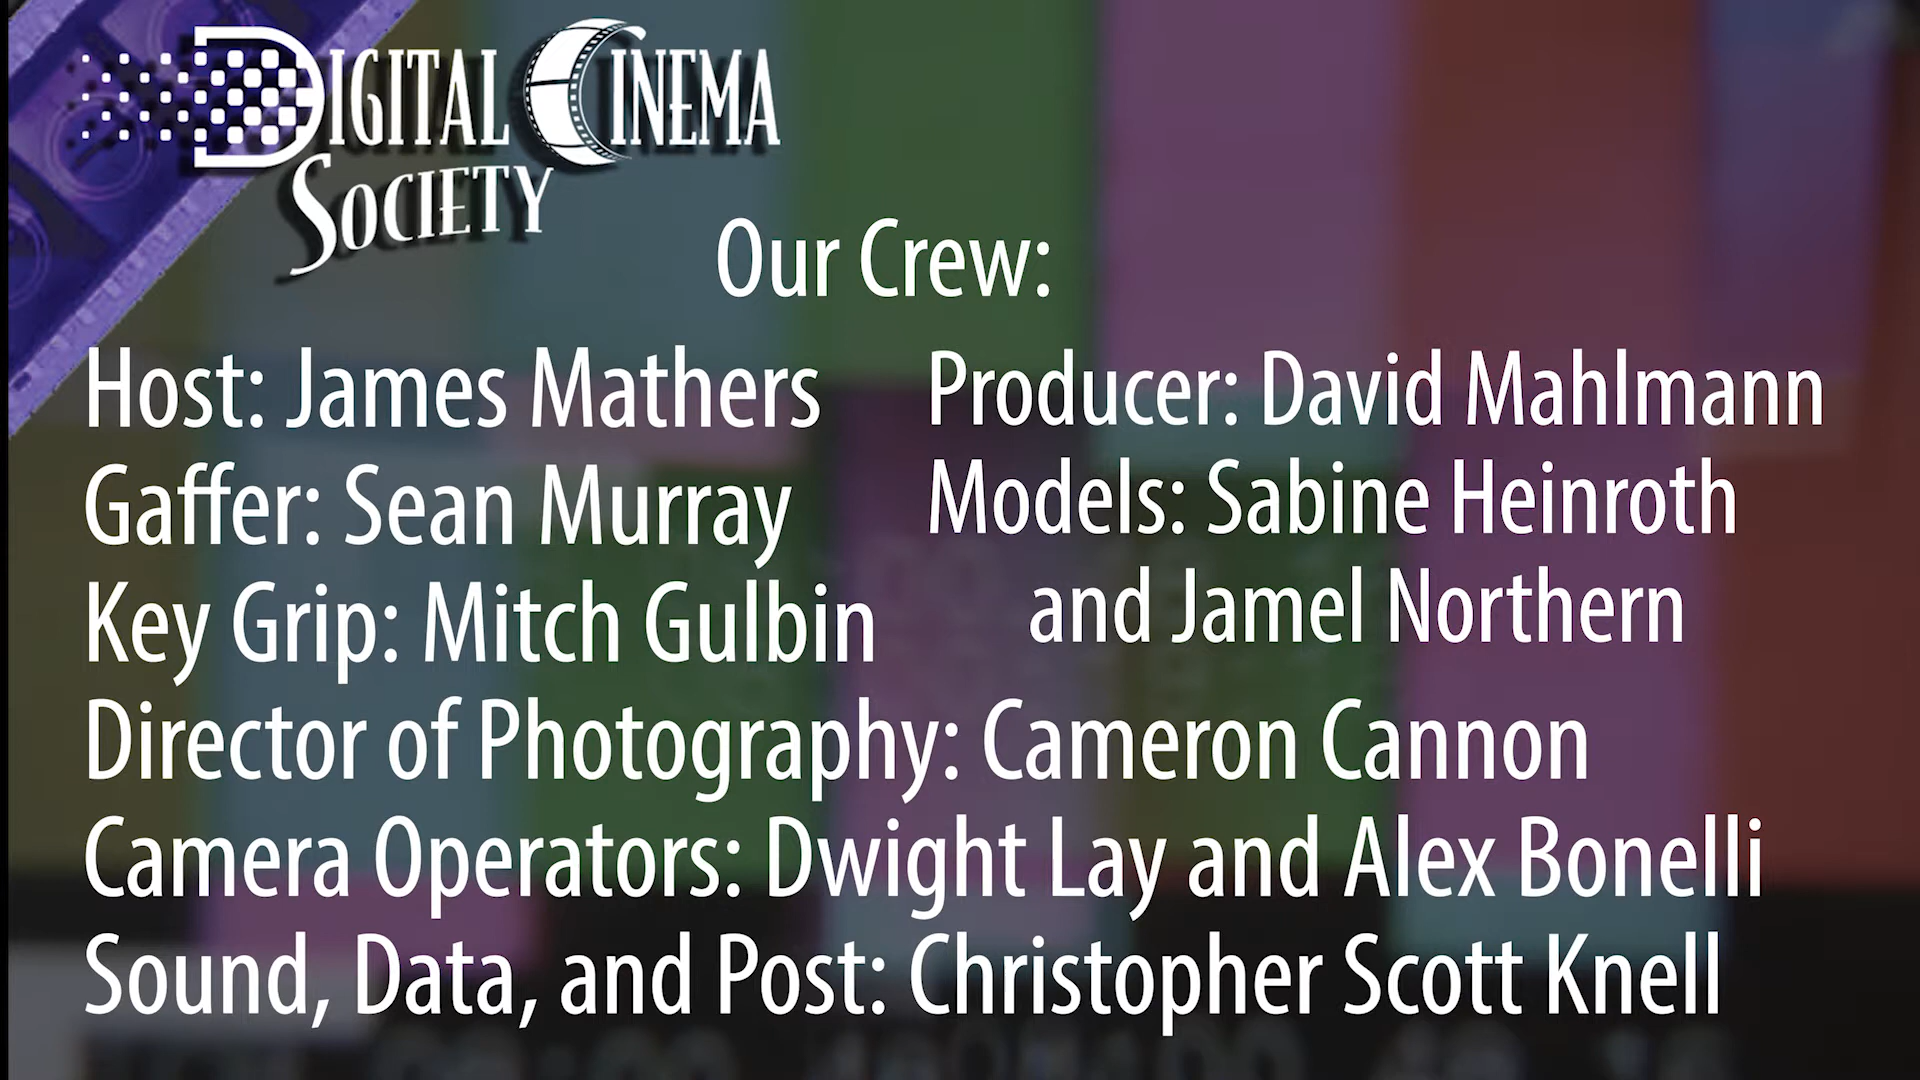 Digital Cinema
Society
Our Crew:
Host: James Mathers
Gaffer: Sean Murray
Key Grip: Mitch Gulbin
Producer: David Mahlmann
Models: Sabine Heinroth
and Jamel Northern
Director of Photography: Cameron Cannon
Camera Operators: Dwight Lay and Alex Bonelli
Sound, Data, and Post: Christopher Scott Knell